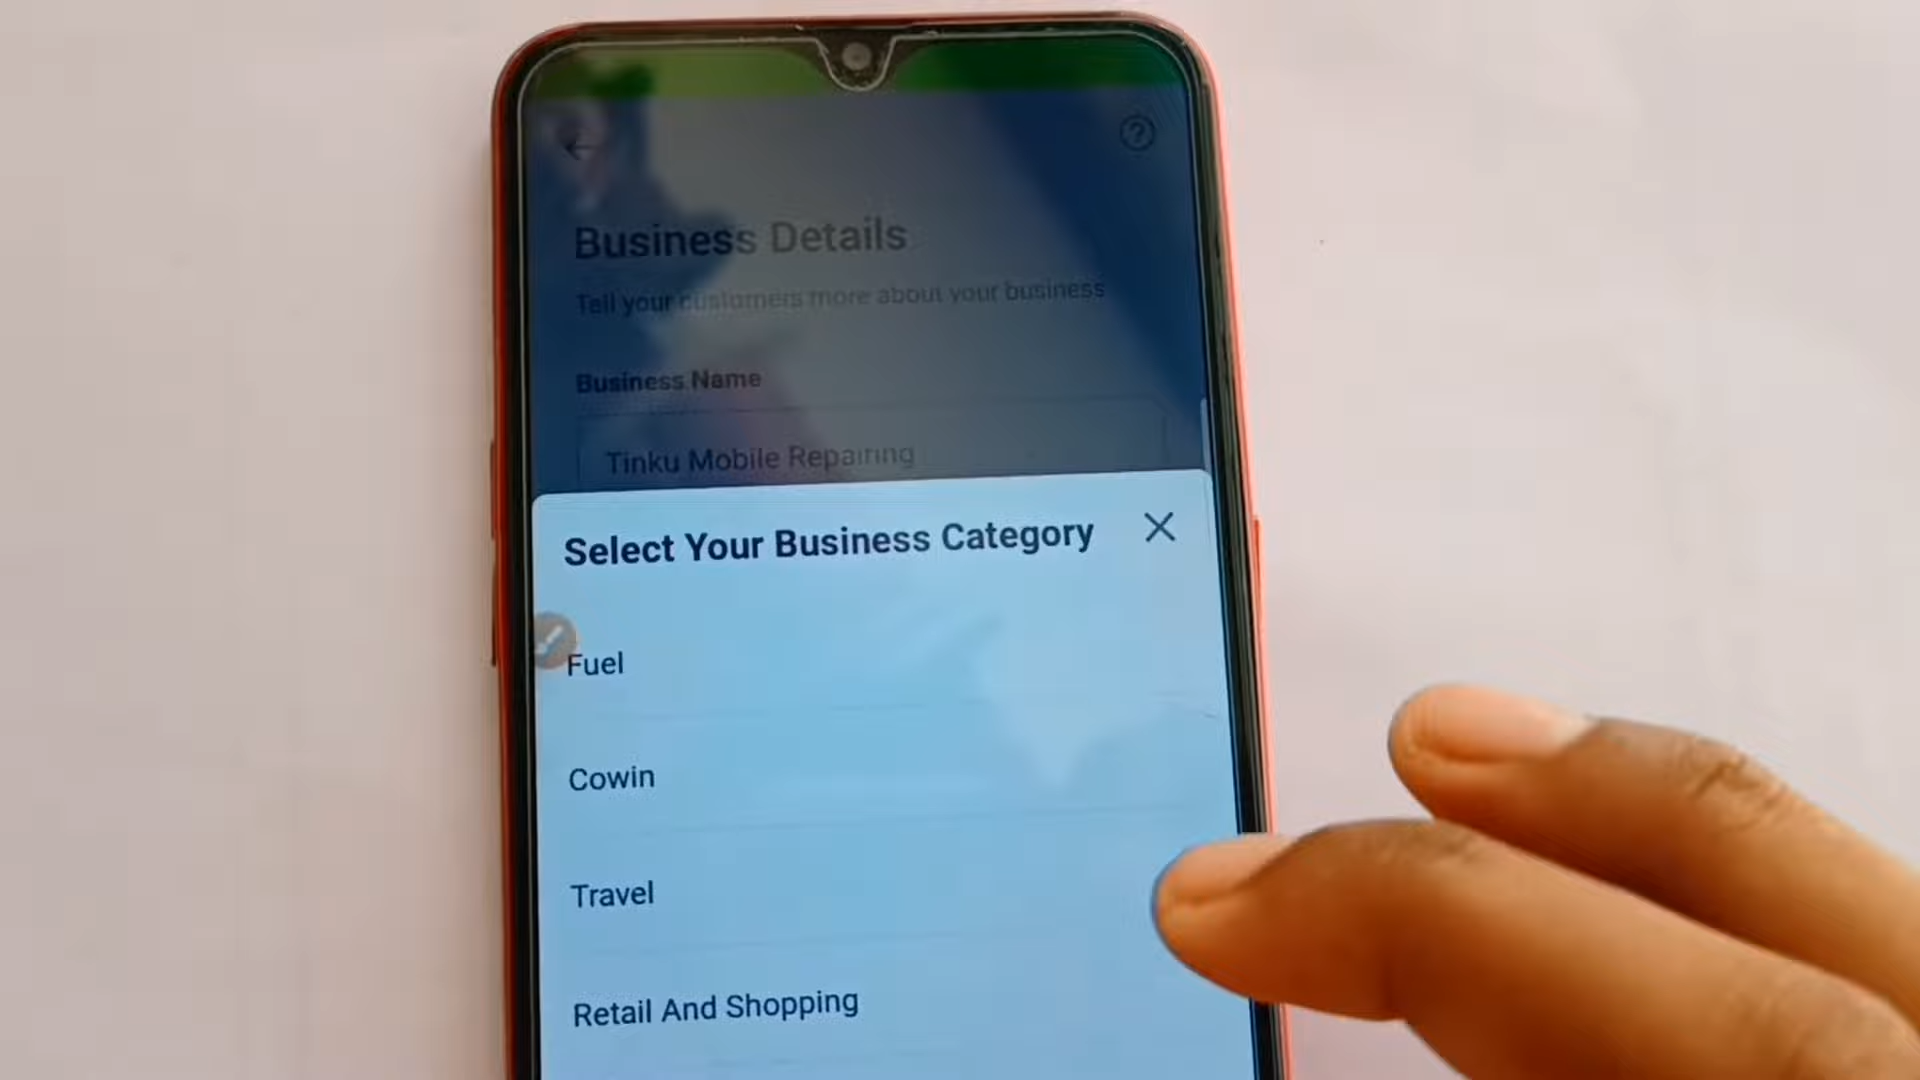 Business Details
Tell your customers more about your business
Business Name
Tinku Mobile Repairing
Select Your Business Category
Fuel
Cowin
Travel
Retail And Shopping